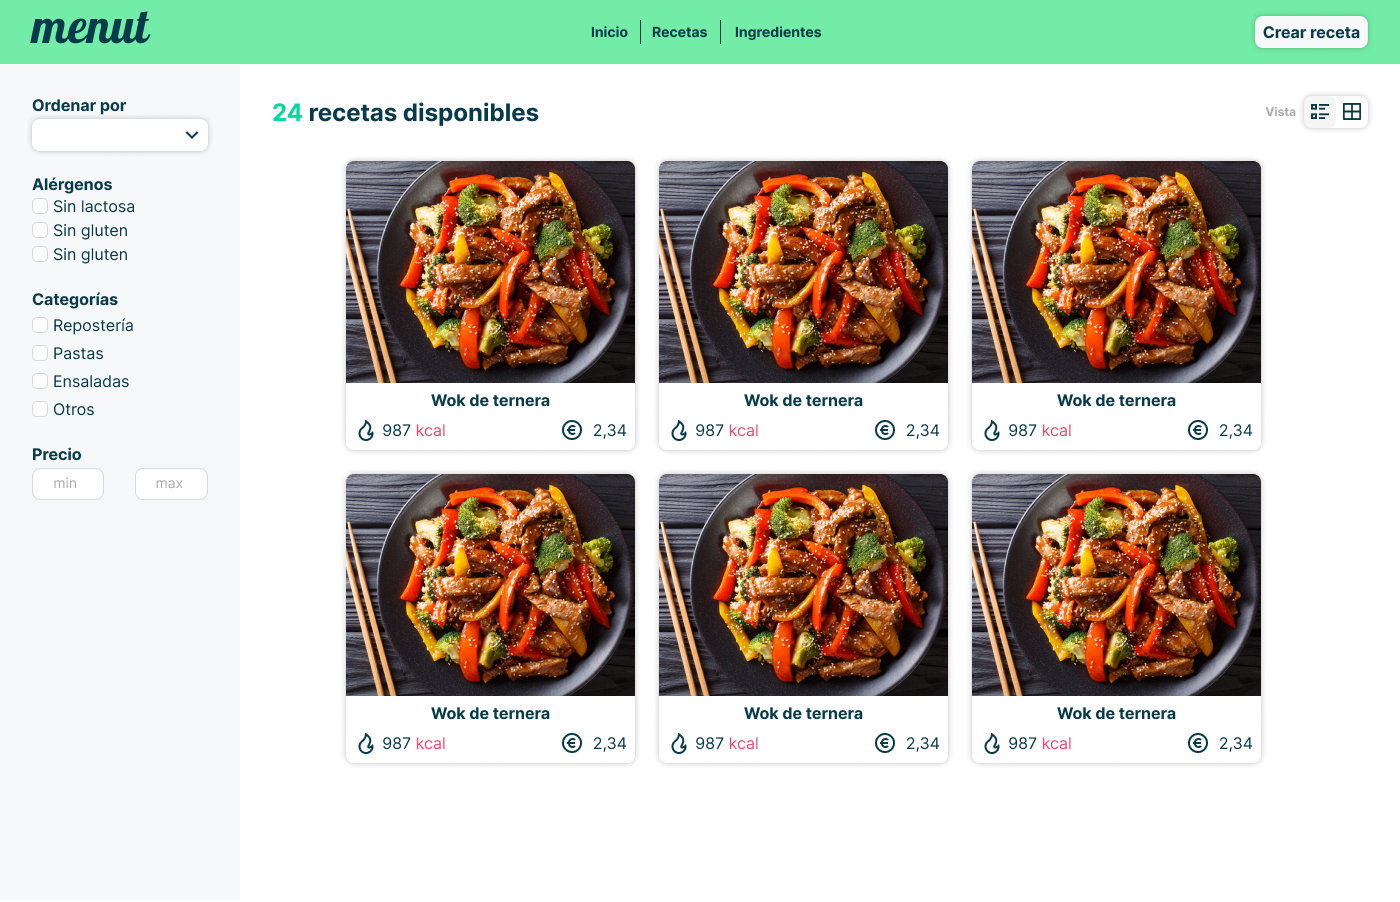 menut
Inicio
Recetas
Ingredientes
Crear receta
Ordenar por
Alérgenos
Sin lactosa
Sin gluten
Sin gluten
Categorías
Repostería
Pastas
Ensaladas
Otros
Precio
min
max
24 recetas disponibles
Vista
Wok de ternera
987 kcal
€ 2,34
Wok de ternera
987 kcal
€ 2,34
Wok de ternera
987 kcal
€ 2,34
Wok de ternera
987 kcal
€ 2,34
Wok de ternera
987 kcal
€ 2,34
Wok de ternera
987 kcal
€ 2,34